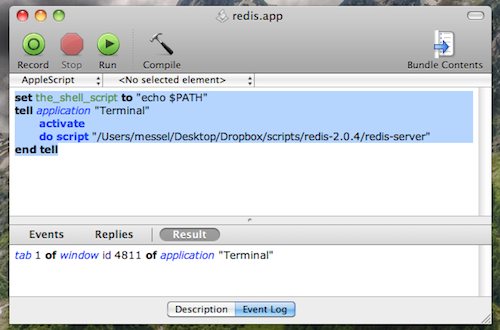 redis.app
Record Stop Run Compile Bundle Contents
AppleScript <No selected element>
set the_shell_script to "echo $PATH"
tell application "Terminal"
activate
do script "/Users/messel/Desktop/Dropbox/scripts/redis-2.0.4/redis-server"
end tell
Events Replies Result
tab 1 of window id 4811 of application "Terminal"
Description Event Log